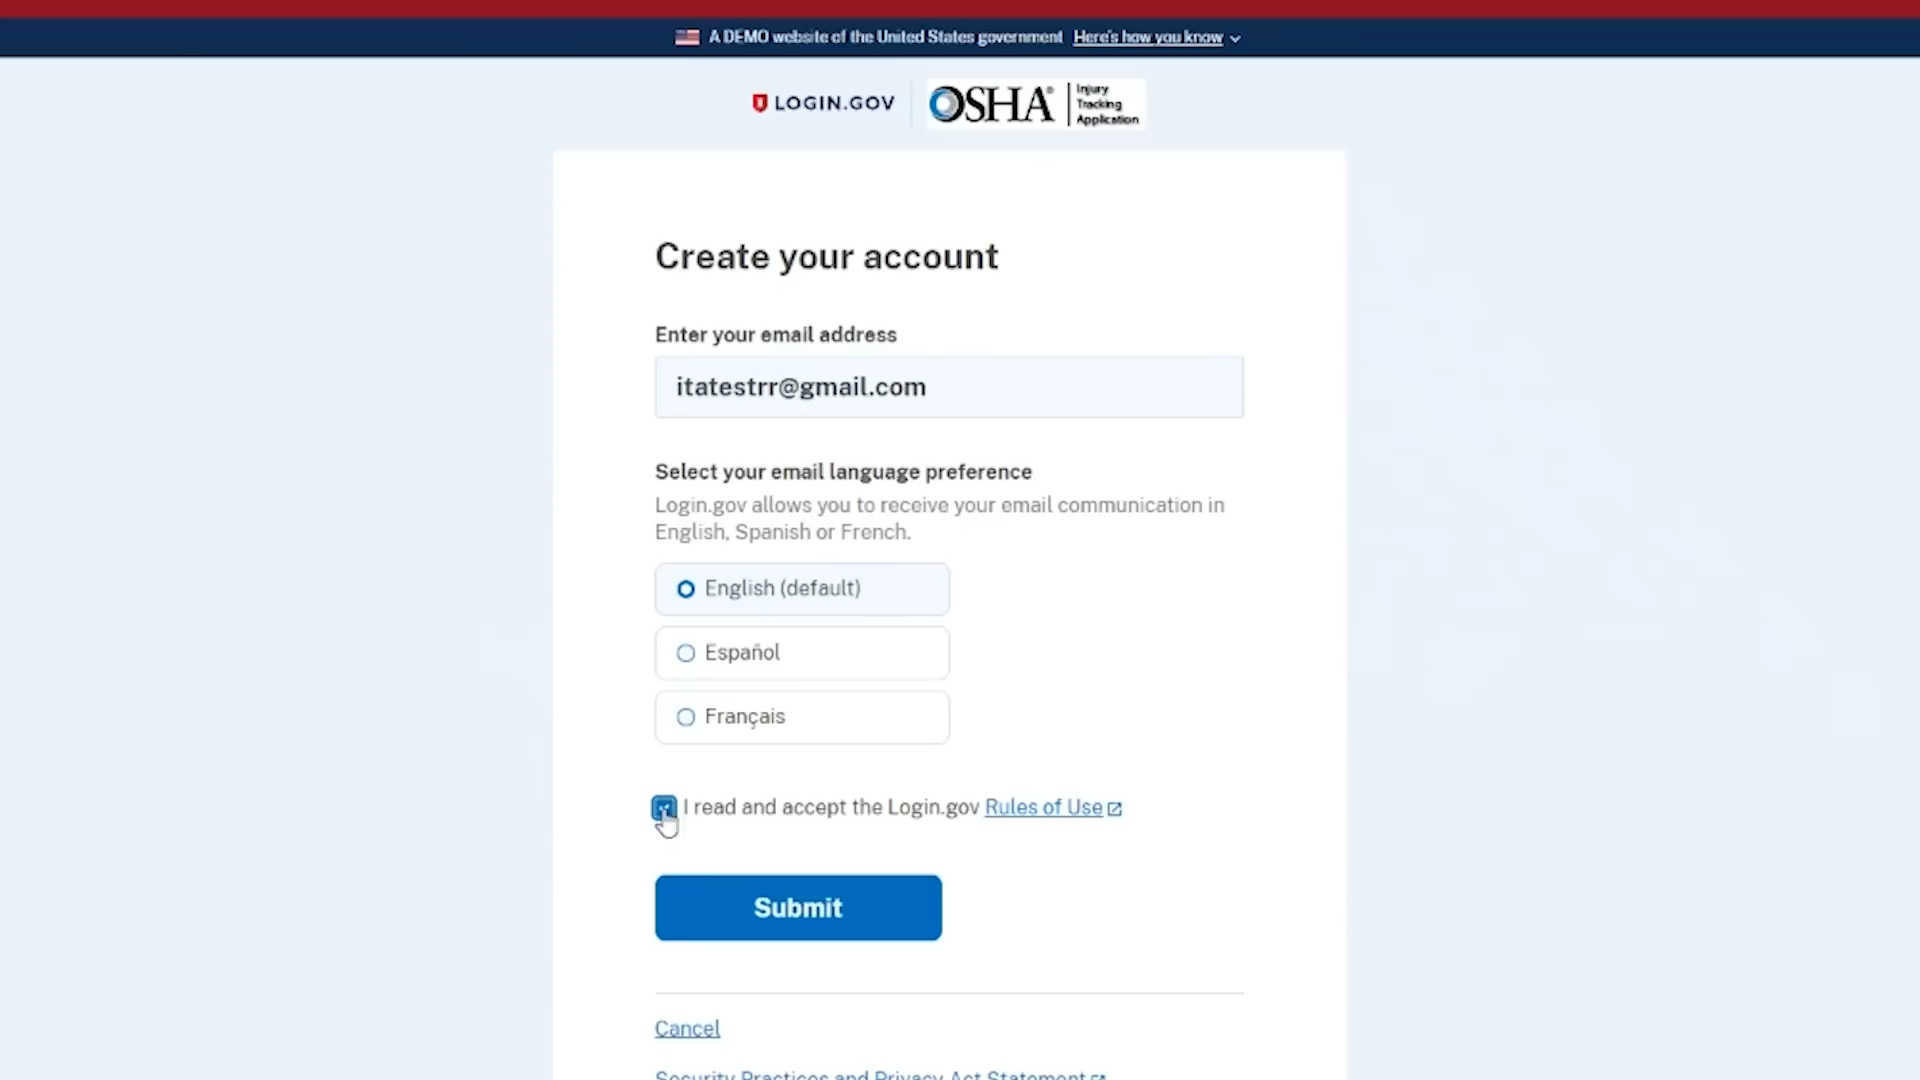 A DEMO website of the United States government Here's how you know
LOGIN.GOV
OSHA®
Injury
Tracking
Application
Create your account
Enter your email address
itatestrr@gmail.com
Select your email language preference
Login.gov allows you to receive your email communication in
English, Spanish or French.
English (default)
Español
Français
I read and accept the Login.gov Rules of Use
Submit
Cancel
Security Practices and Privacy Act Statement